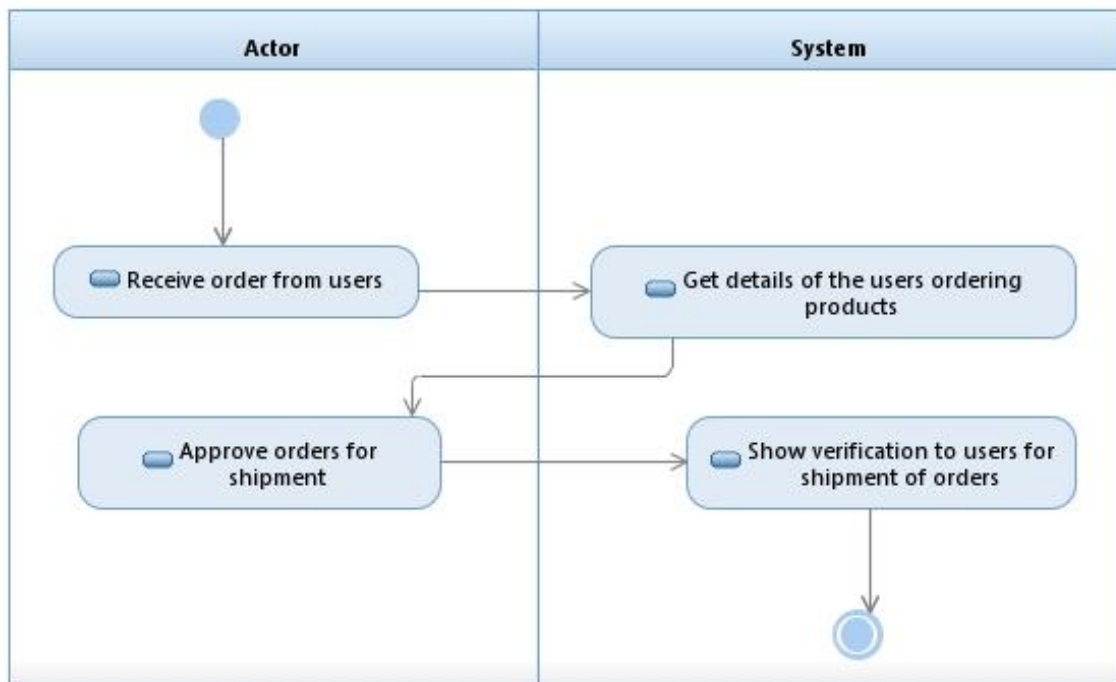 Actor
System
Receive order from users
Get details of the users ordering
products
Approve orders for
shipment
Show verification to users for
shipment of orders